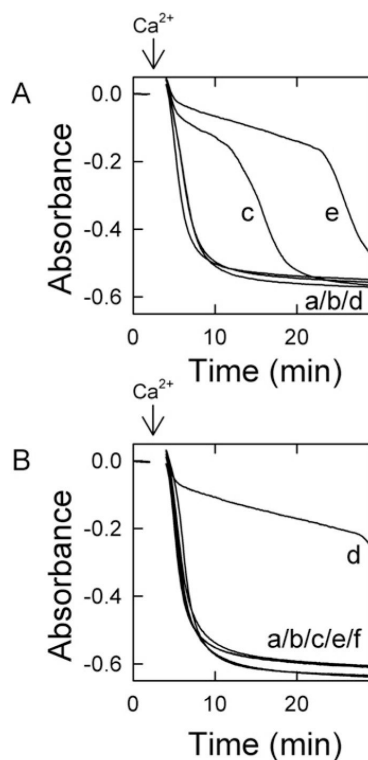 Ca²⁺
A
0.0
-0.2
-0.4
-0.6
Absorbance
c
e
a/b/d
0
10
20
Time (min)
Ca²⁺
B
0.0
-0.2
-0.4
-0.6
Absorbance
d
a/b/c/e/f
0
10
20
Time (min)